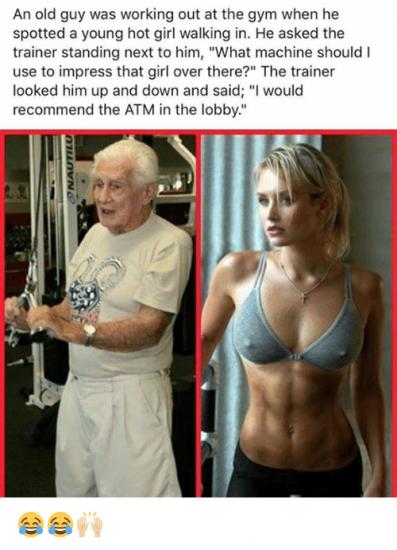 An old guy was working out at the gym when he
spotted a young hot girl walking in. He asked the
trainer standing next to him, "What machine should I
use to impress that girl over there?" The trainer
looked him up and down and said; "I would
recommend the ATM in the lobby."
NAUTILU
😂😂🙌🏻